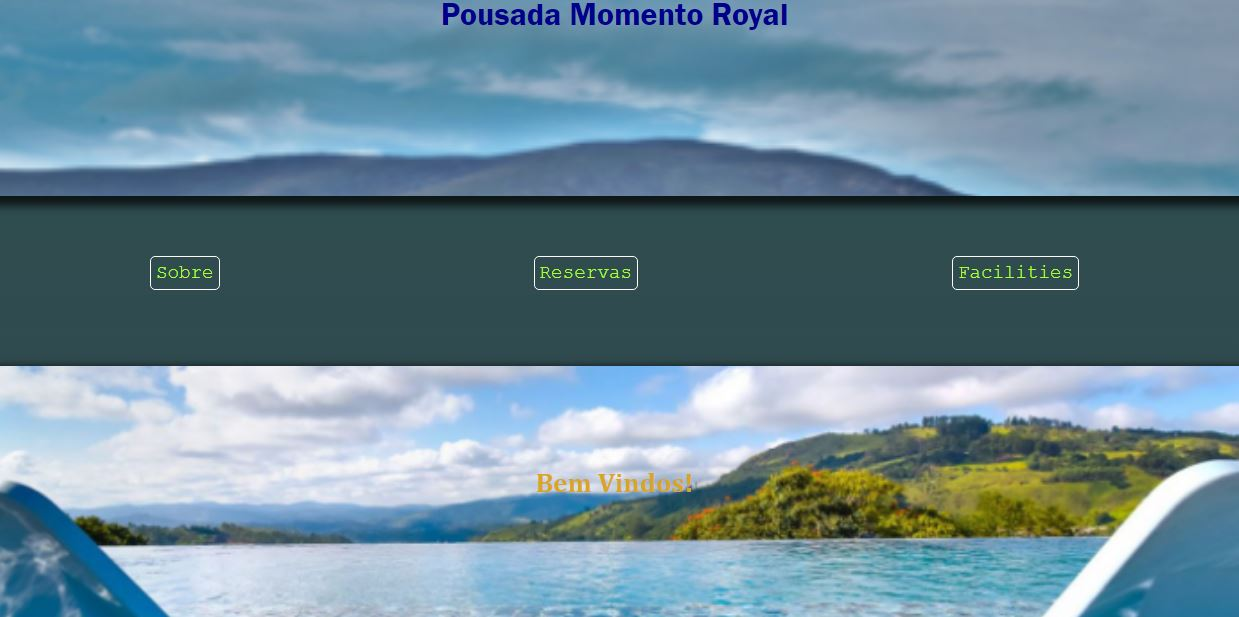 Pousada Momento Royal
Sobre
Reservas
Facilities
Bem Vindos!